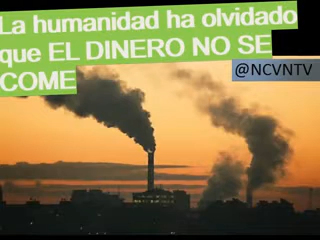 La humanidad ha olvidado
que EL DINERO NO SE
COME
@NCVNTV